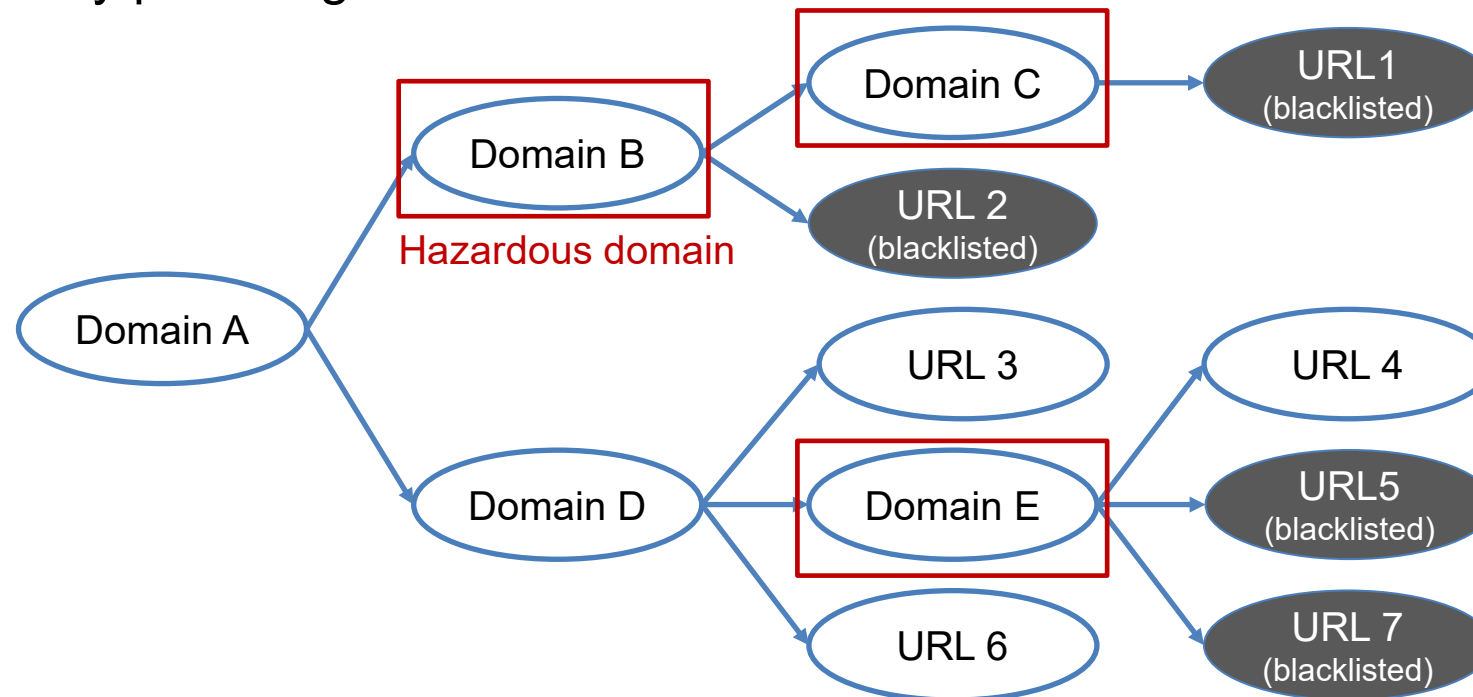 Domain C
URL1
(blacklisted)
Domain B
URL 2
(blacklisted)
Hazardous domain
Domain A
URL 3
URL 4
Domain D
Domain E
URL5
(blacklisted)
URL 6
URL 7
(blacklisted)